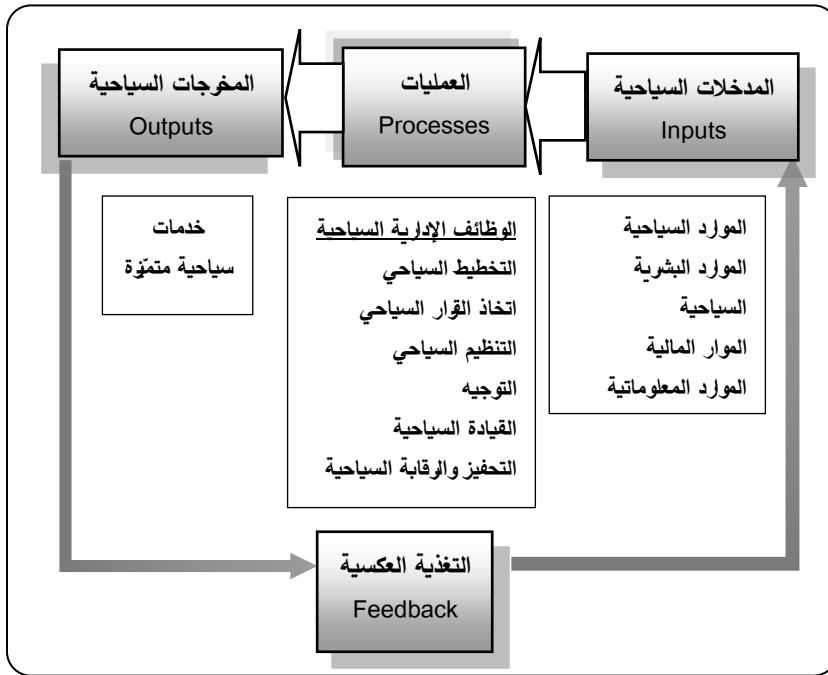 المدخلات السياحية
Inputs
العمليات
Processes
المخرجات السياحية
Outputs
الموارد السياحية
الموارد البشرية
السياحية
الموار المالية
الموارد المعلوماتية
الوظائف الإدارية السياحية
التخطيط السياحي
اتخاذ القرار السياحي
التنظيم السياحي
التوجيه
القيادة السياحية
التحفيز والرقابة السياحية
خدمات
سياحية متميّزة
التغذية العكسية
Feedback